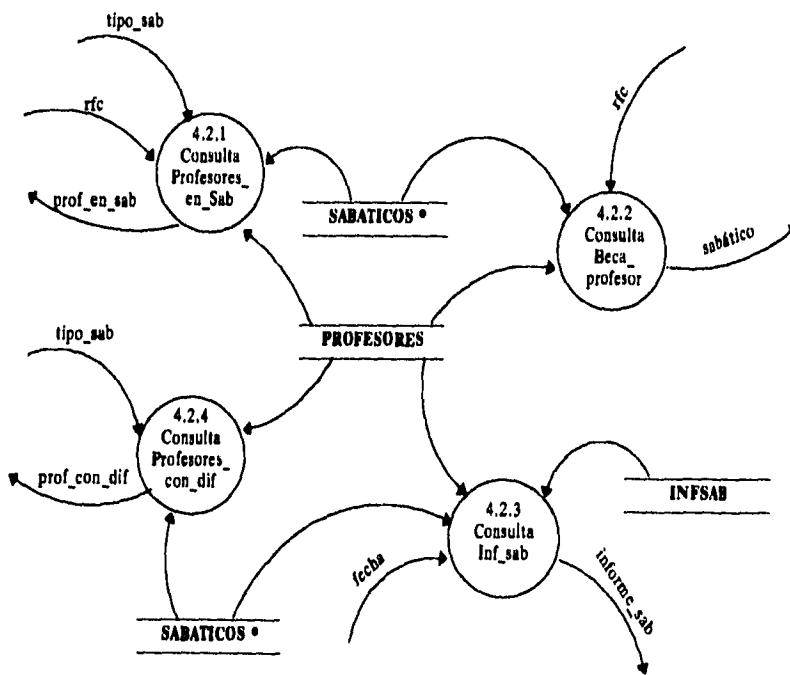 tipo_sab
rfc
4.2.1
Consulta
Profesores_
en_Sab
prof_en_sab
SABATICOS *
rfc
4.2.2
Consulta
Beca_
profesor
sabático
PROFESORES
tipo_sab
4.2.4
Consulta
Profesores_
con_dif
prof_con_dif
INFSAB
4.2.3
Consulta
Inf_sab
fecha
informe_sab
SABATICOS *